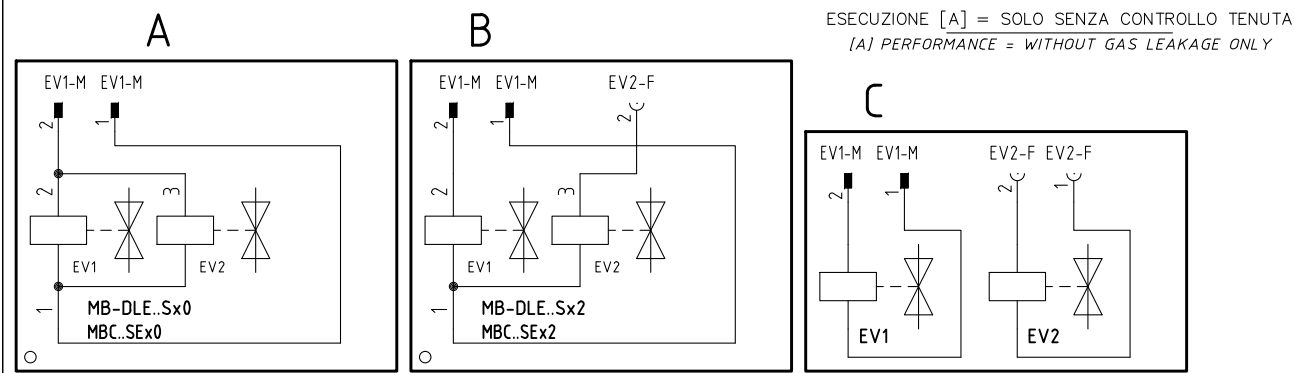 ESECUZIONE [A] = SOLO SENZA CONTROLLO TENUTA
[A] PERFORMANCE = WITHOUT GAS LEAKAGE ONLY
A
EV1-M EV1-M
2 1
2 3
EV1 EV2
1
MB-DLE..Sx0
MBC..SEx0
B
EV1-M EV1-M EV2-F
2 1 2
2 3
EV1 EV2
1
MB-DLE..Sx2
MBC..SEx2
C
EV1-M EV1-M EV2-F EV2-F
2 1 2 1
EV1 EV2